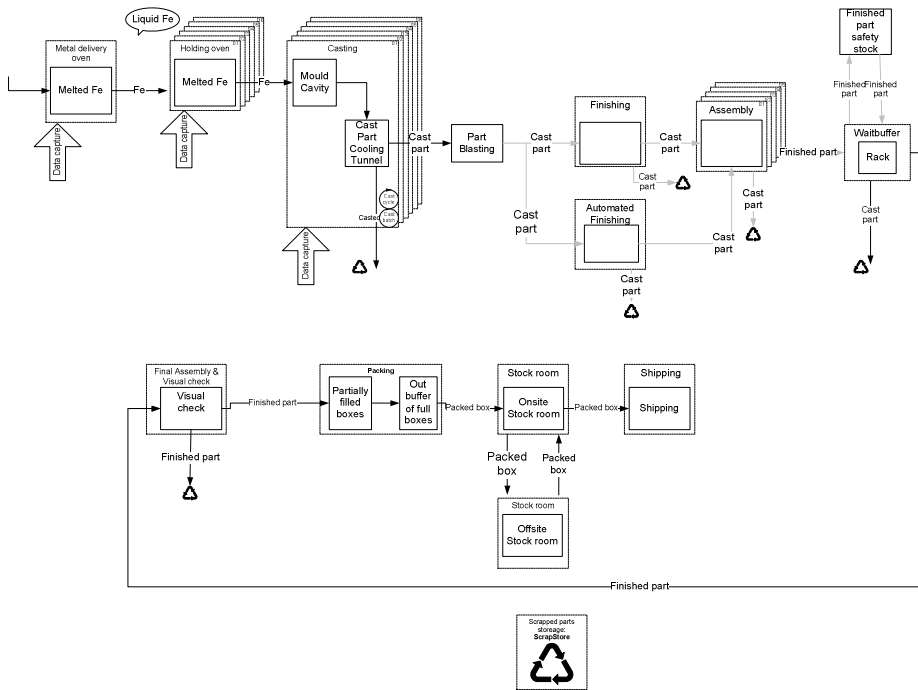 Liquid Fe
Metal delivery
oven
Melted Fe
Data capture
Fe
Holding oven
Melted Fe
Data capture
Fe
Casting
Mould
Cavity
Cast
Part
Cooling
Tunnel
Cast
cycle
Cast
batch
Casted
Data capture
Cast
part
Part
Blasting
Cast
part
Cast
part
Finishing
Cast
part
Cast
part
Automated
Finishing
Cast
part
Cast
part
Assembly
Cast
part
Finished part
Finished
part
safety
stock
Finished
part
Finished
part
Waitbuffer
Rack
Cast
part
Final Assembly &
Visual check
Visual
check
Finished part
Finished part
Packing
Partially
filled
boxes
Out
buffer
of full
boxes
Packed box
Stock room
Onsite
Stock room
Packed box
Shipping
Shipping
Packed
box
Packed
box
Stock room
Offsite
Stock room
Finished part
Scrapped parts
storeage:
ScrapStore